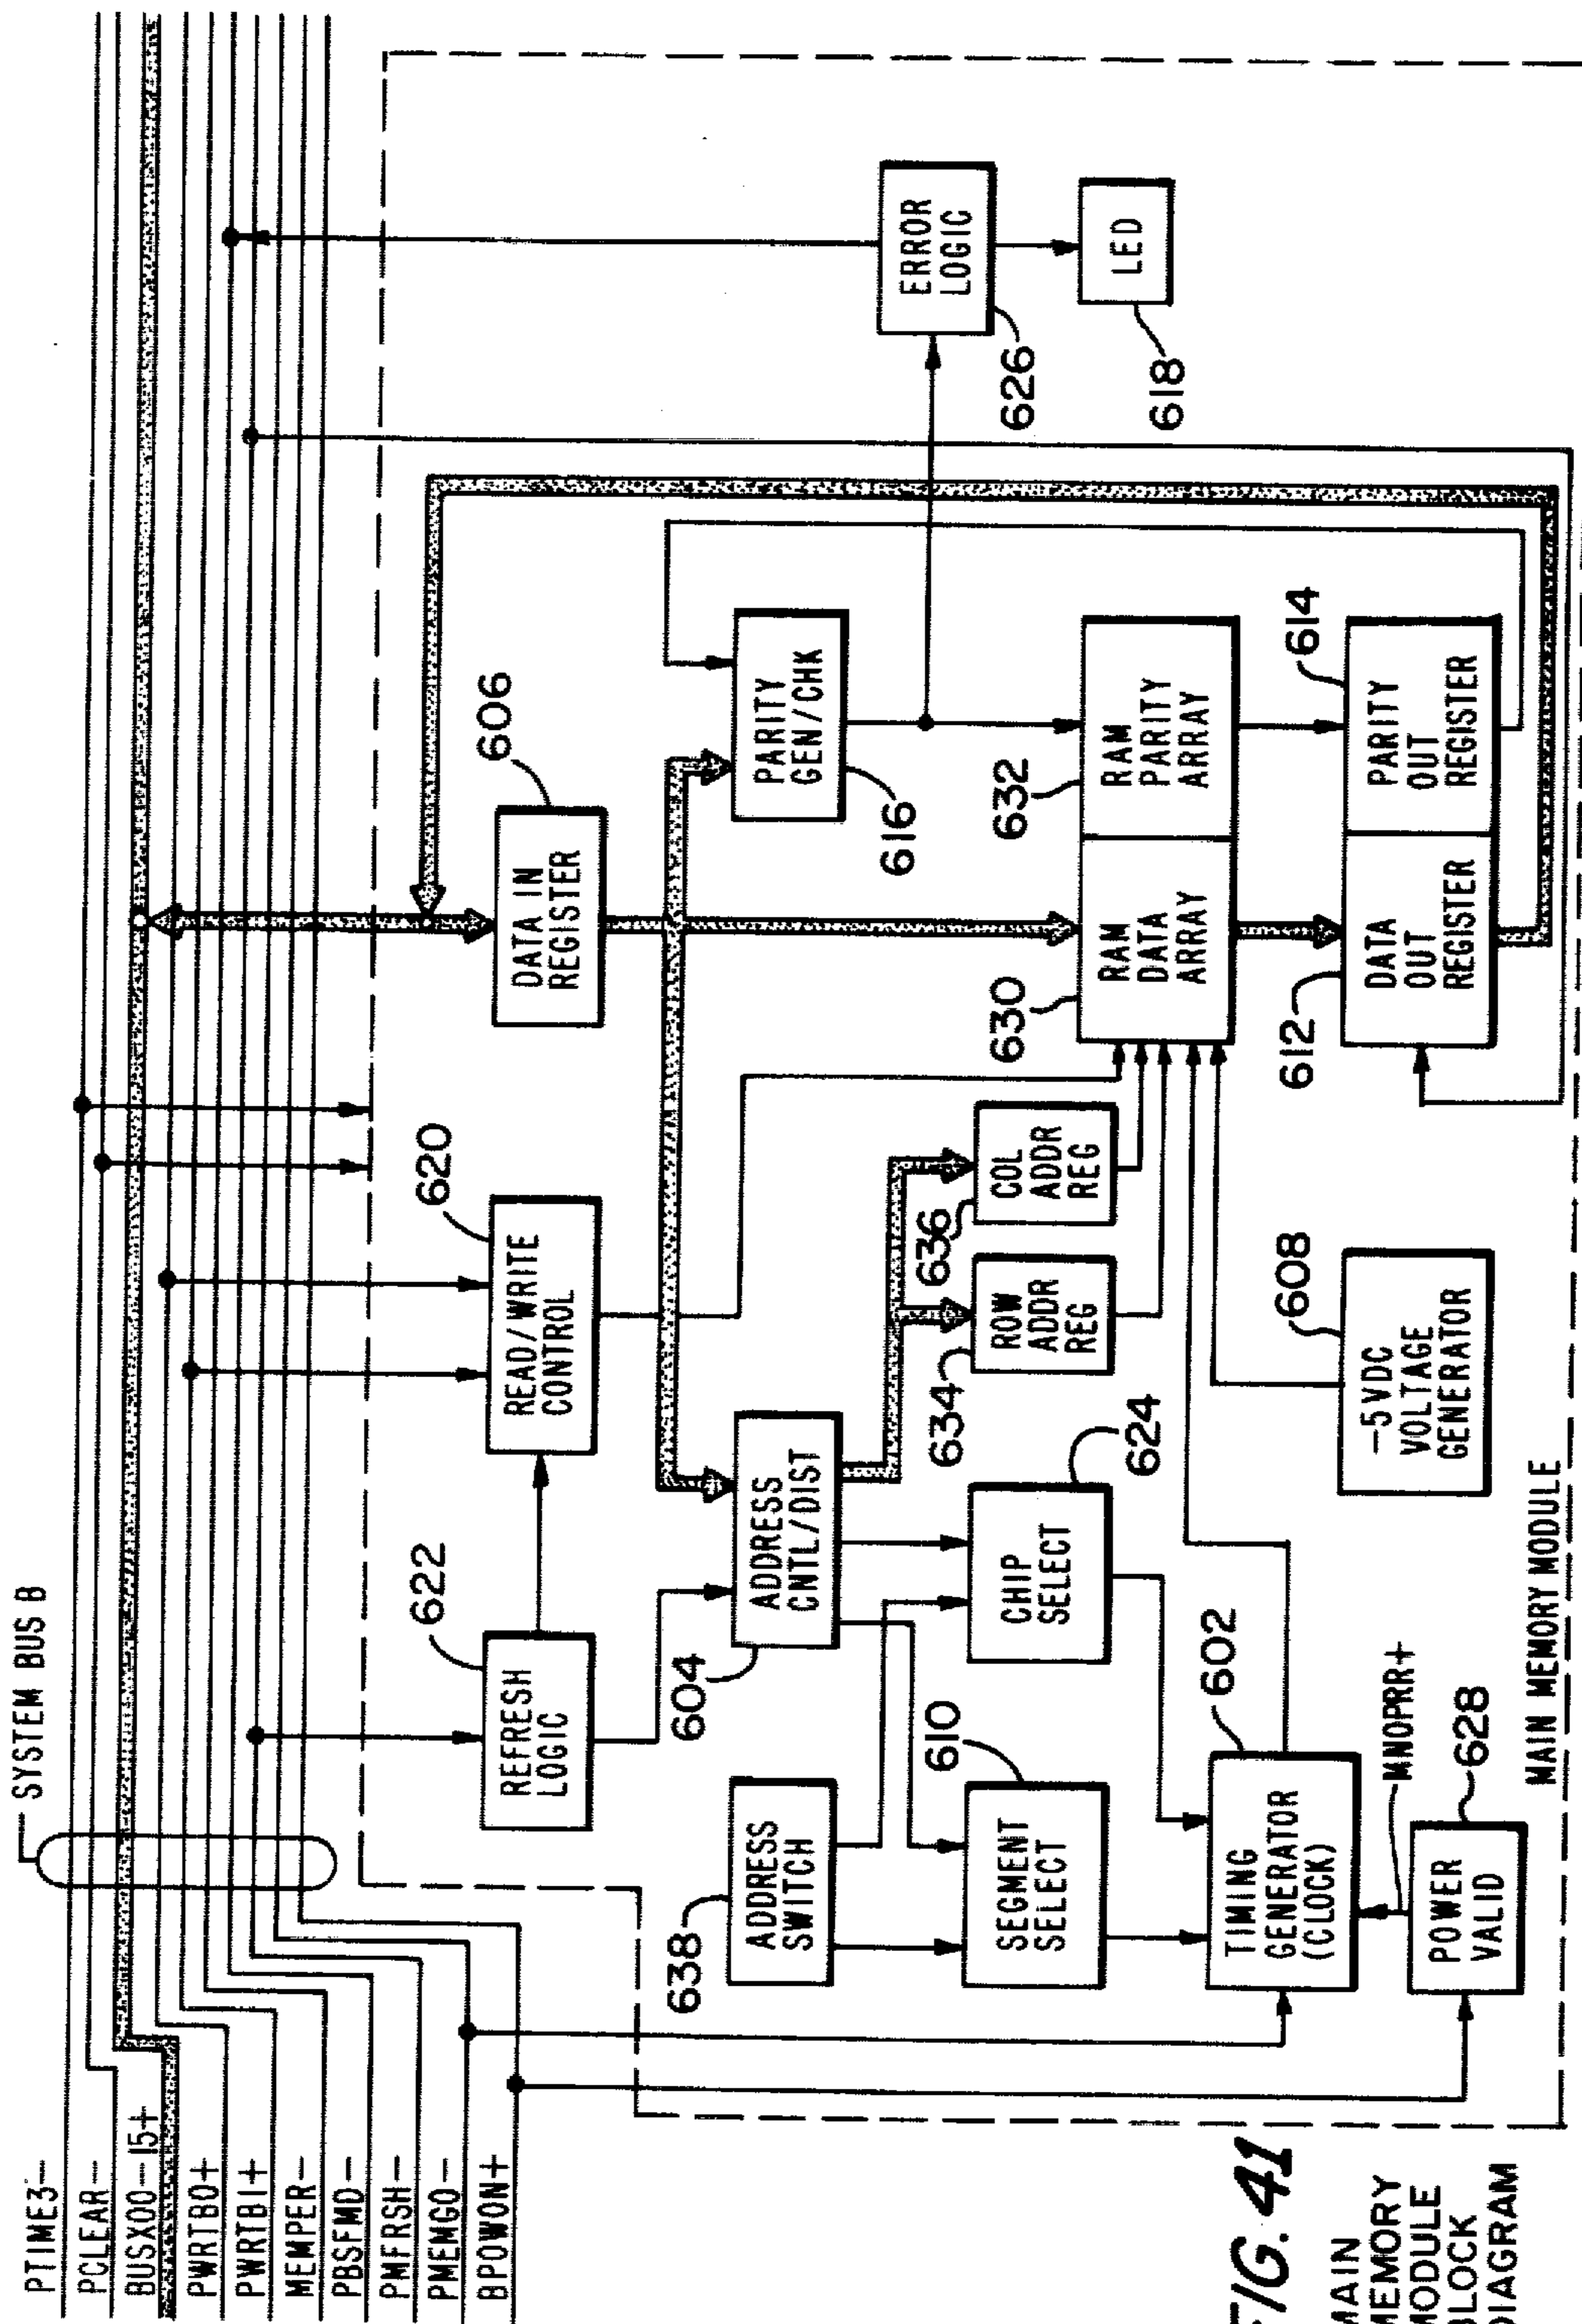 SYSTEM BUS B
PTIME3-
PCLEAR-
BUSX00-15+
PWRTB0+
PWRTB1+
MEMPER-
PBSFMD-
PMFRSH-
PMEMGO-
BPOWON+
REFRESH
LOGIC
622
READ/WRITE
CONTROL
620
DATA IN
REGISTER
606
638
ADDRESS
SWITCH
604
ADDRESS
CNTL/DIST
PARITY
GEN/CHK
616
ERROR
LOGIC
626
LED
618
SEGMENT
SELECT
610
CHIP
SELECT
624
634
ROW
ADDR
REG
636
COL
ADDR
REG
630
RAM
DATA
ARRAY
632
RAM
PARITY
ARRAY
TIMING
GENERATOR
(CLOCK)
602
MNOPRR+
POWER
VALID
628
-5VDC
VOLTAGE
GENERATOR
608
612
DATA
OUT
REGISTER
614
PARITY
OUT
REGISTER
MAIN MEMORY MODULE
FIG. 41
MAIN
MEMORY
MODULE
BLOCK
DIAGRAM